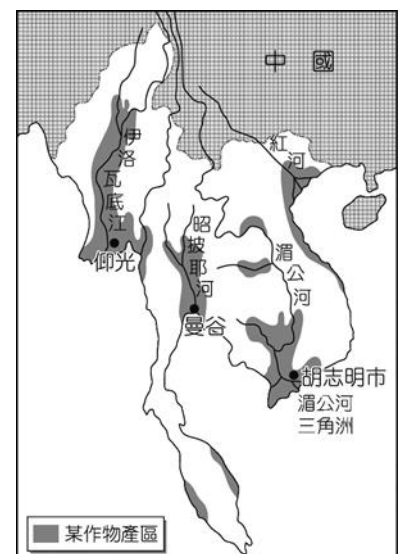 中國
伊洛瓦底江
仰光
昭披耶河
曼谷
湄公河
紅河
胡志明市
湄公河
三角洲
某作物產區